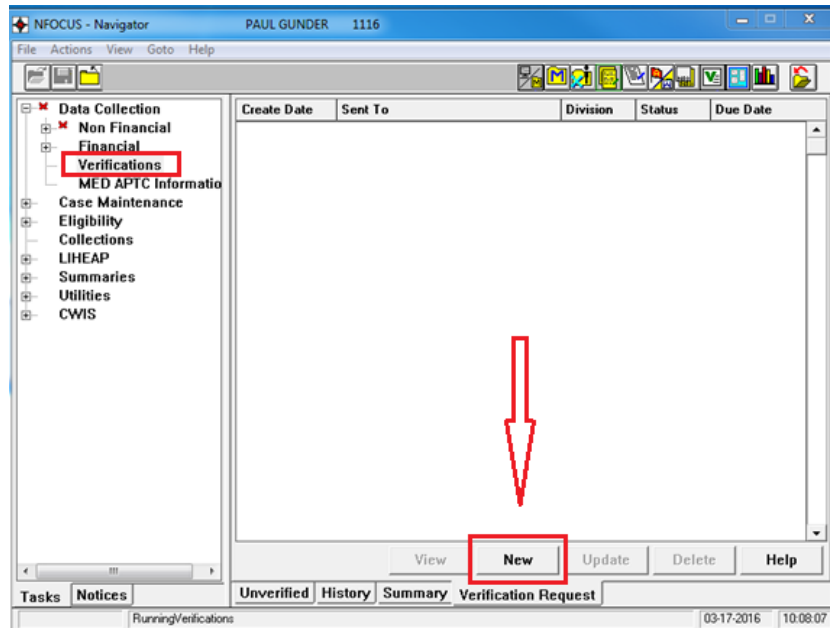 NFOCUS - Navigator PAUL GUNDER 1116
File Actions View Goto Help
Data Collection
Non Financial
Financial
Verifications
MED APTC Informatio
Case Maintenance
Eligibility
Collections
LIHEAP
Summaries
Utilities
CWIS
Create Date Sent To Division Status Due Date
View New Update Delete Help
Tasks Notices
Unverified History Summary Verification Request
RunningVerifications 03-17-2016 10:08:07